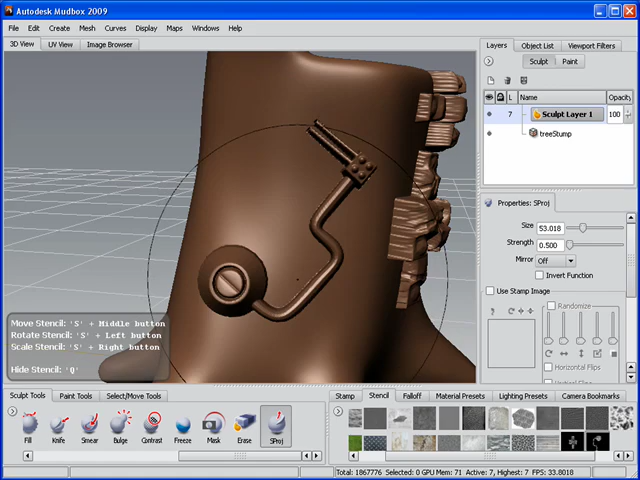 Autodesk Mudbox 2009
File Edit Create Mesh Curves Display Maps Windows Help
3D View UV View Image Browser
Layers Object List Viewport Filters
Sculpt Paint
L Name Opacity
7 Sculpt Layer 1 100
treeStump
Properties: SProj
Size 53.018
Strength 0.500
Mirror Off
Invert Function
Use Stamp Image
Randomize
Horizontal Flips
Vertical Flips
Move Stencil: 'S' + Middle button
Rotate Stencil: 'S' + Left button
Scale Stencil: 'S' + Right button
Hide Stencil: 'Q'
Sculpt Tools Paint Tools Select/Move Tools
Fill Knife Smear Bulge Contrast Freeze Mask Erase SProj
Stamp Stencil Falloff Material Presets Lighting Presets Camera Bookmarks
Total: 1867776 Selected: 0 GPU Mem: 71 Active: 7, Highest: 7 FPS: 33.8018